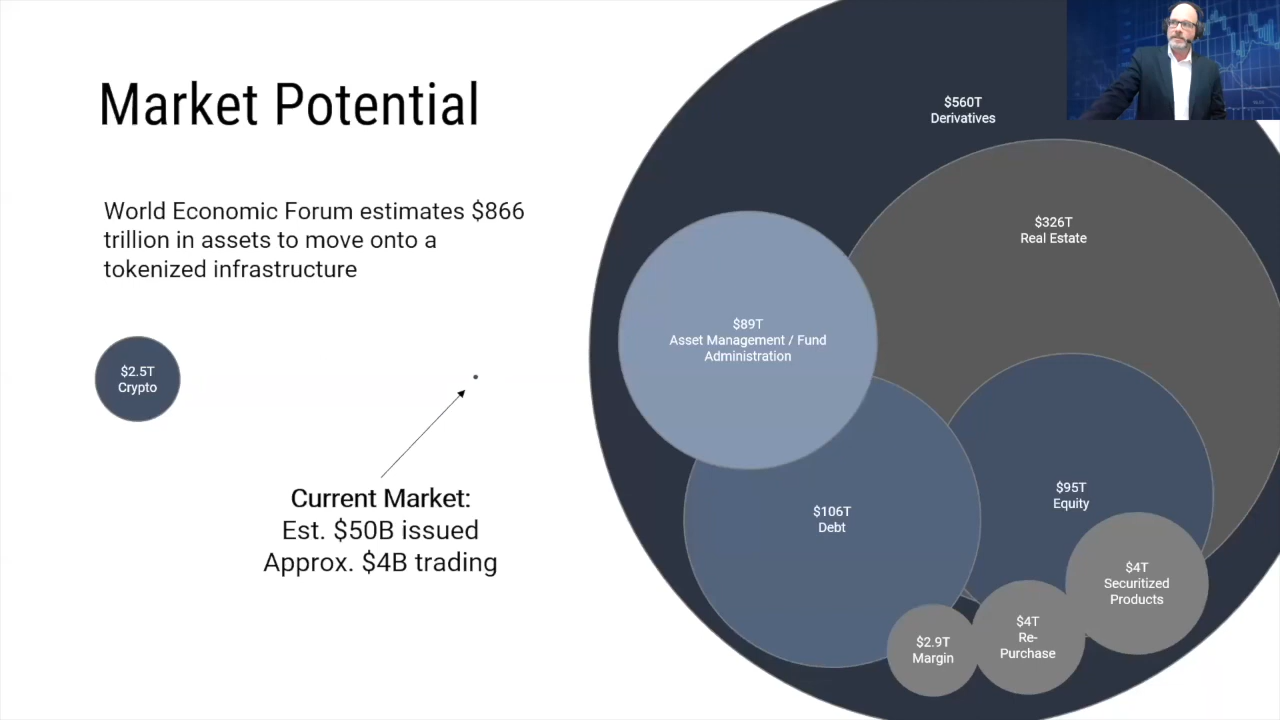 Market Potential
World Economic Forum estimates $866
trillion in assets to move onto a
tokenized infrastructure
$2.5T
Crypto
Current Market:
Est. $50B issued
Approx. $4B trading
$560T
Derivatives
$326T
Real Estate
$89T
Asset Management / Fund
Administration
$95T
Equity
$106T
Debt
$4T
Securitized
Products
$4T
Re-
Purchase
$2.9T
Margin